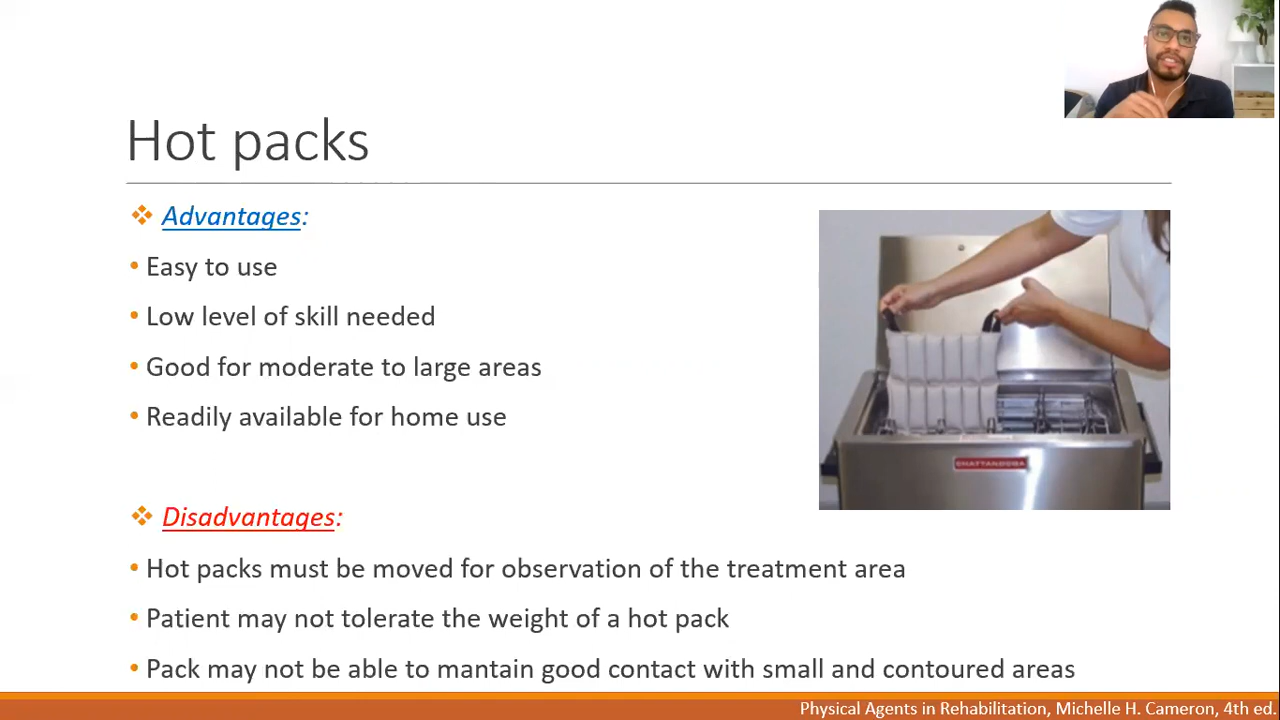 Hot packs
Advantages:
Easy to use
Low level of skill needed
Good for moderate to large areas
Readily available for home use
CHATTANOOGA
Disadvantages:
Hot packs must be moved for observation of the treatment area
Patient may not tolerate the weight of a hot pack
Pack may not be able to mantain good contact with small and contoured areas
Physical Agents in Rehabilitation, Michelle H. Cameron, 4th ed.